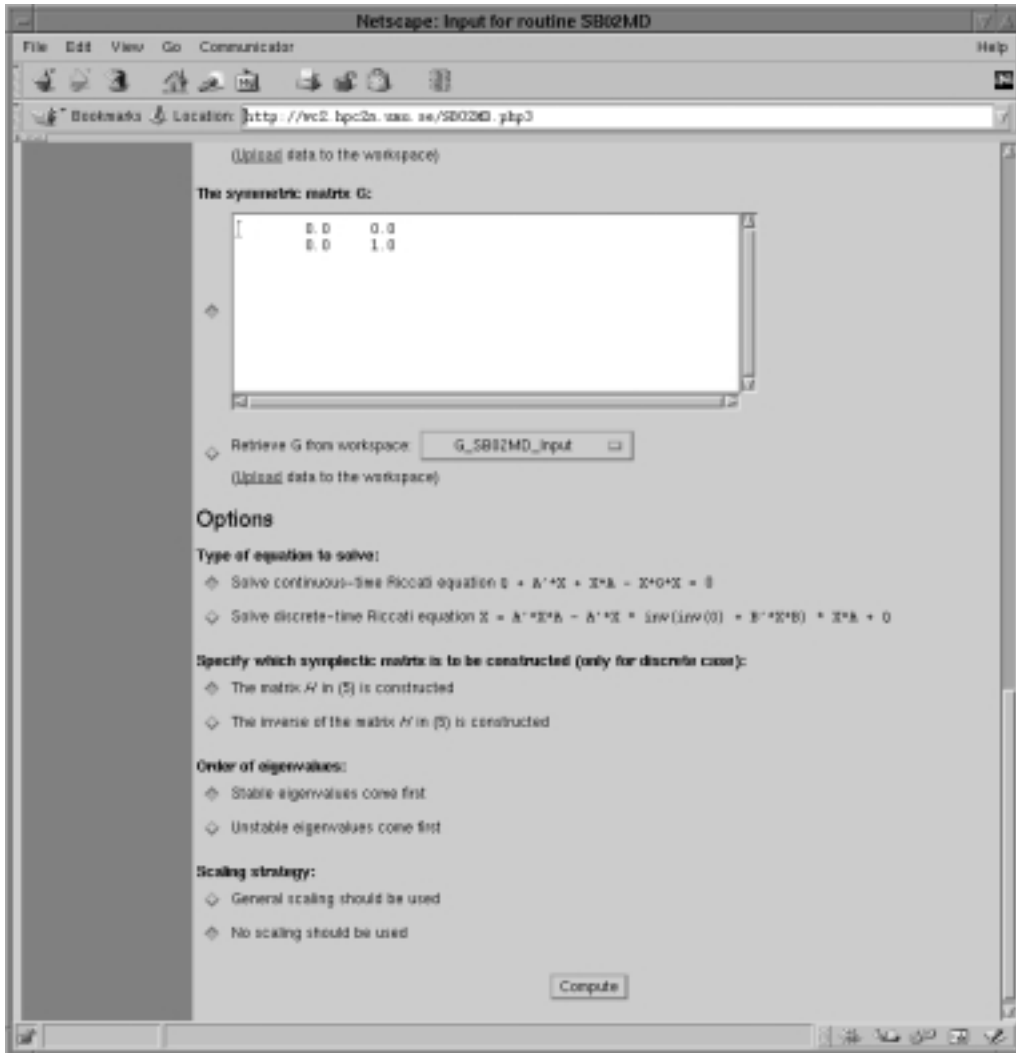 Netscape: Input for routine SB02MD
File Edit View Go Communicator Help
Bookmarks Location: http://vc2.hpc2n.umu.se/SB02MD.php3
(Upload data to the workspace)
The symmetric matrix G:
0.0 0.0
0.0 1.0
Retrieve G from workspace: G_SB02MD_Input
(Upload data to the workspace)
Options
Type of equation to solve:
Solve continuous-time Riccati equation Q + A'*X + X*A - X*G*X = 0
Solve discrete-time Riccati equation X = A'*X*A - A'*X * inv(inv(G) + B'*X*B) * X*A + Q
Specify which symplectic matrix is to be constructed (only for discrete case):
The matrix H in (5) is constructed
The inverse of the matrix H in (5) is constructed
Order of eigenvalues:
Stable eigenvalues come first
Unstable eigenvalues come first
Scaling strategy:
General scaling should be used
No scaling should be used
Compute